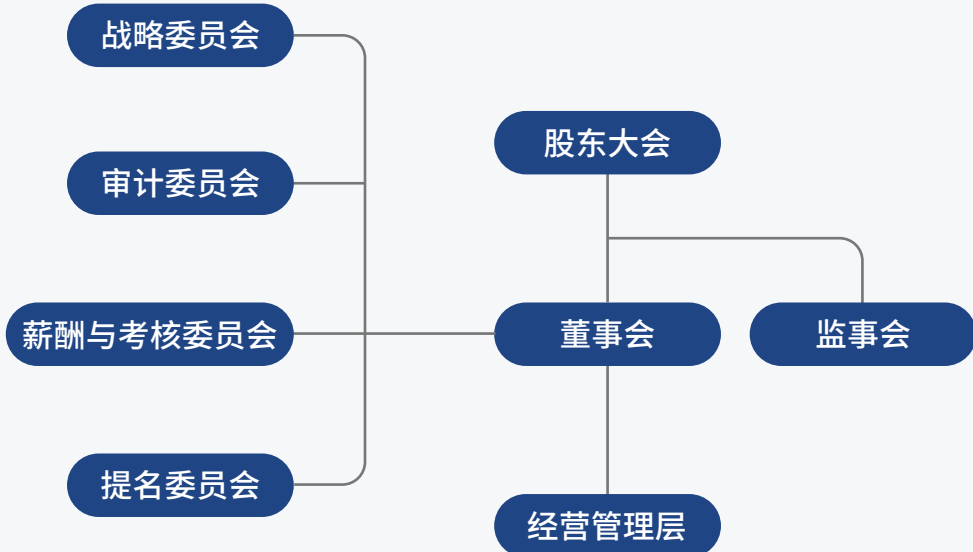 战略委员会
股东大会
审计委员会
薪酬与考核委员会
董事会
监事会
提名委员会
经营管理层